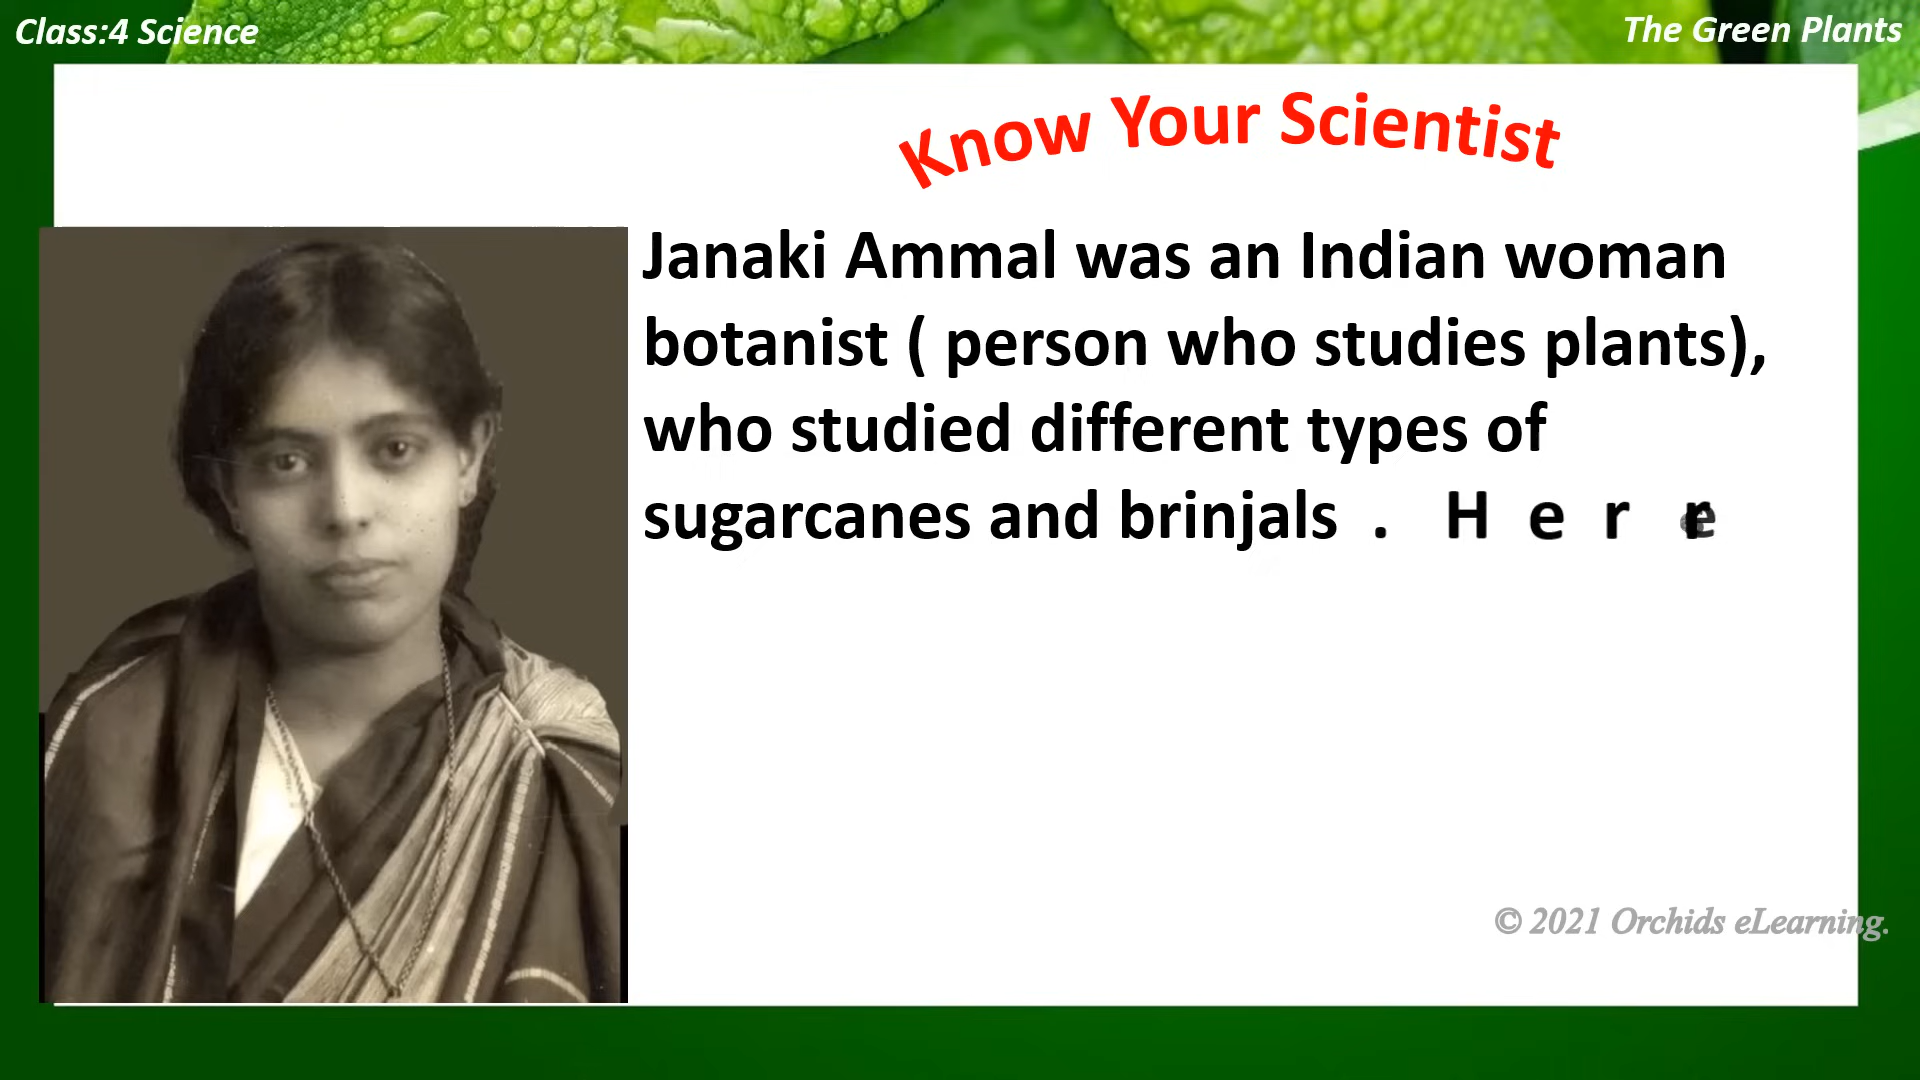 Class:4 Science
The Green Plants
Know Your Scientist
Janaki Ammal was an Indian woman
botanist ( person who studies plants),
who studied different types of
sugarcanes and brinjals . Her
© 2021 Orchids eLearning.